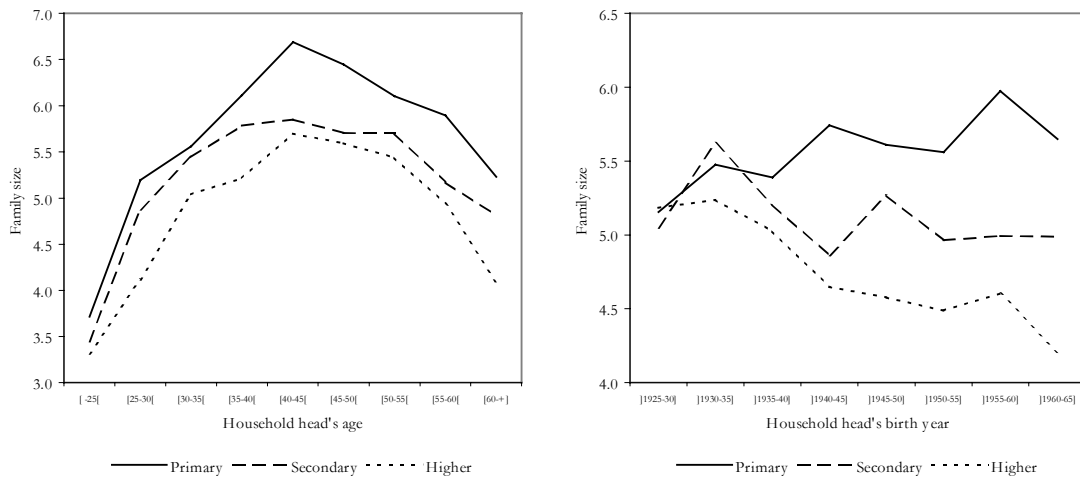 7.0
6.5
6.0
5.5
5.0
4.5
4.0
3.5
3.0
Family size
[ -25[ [25-30[ [30-35[ [35-40[ [40-45[ [45-50[ [50-55[ [55-60[ [60-+]
Household head's age
Primary Secondary Higher
6.5
6.0
5.5
5.0
4.5
4.0
Family size
]1925-30] ]1930-35] ]1935-40] ]1940-45] ]1945-50] ]1950-55] ]1955-60] ]1960-65]
Household head's birth year
Primary Secondary Higher